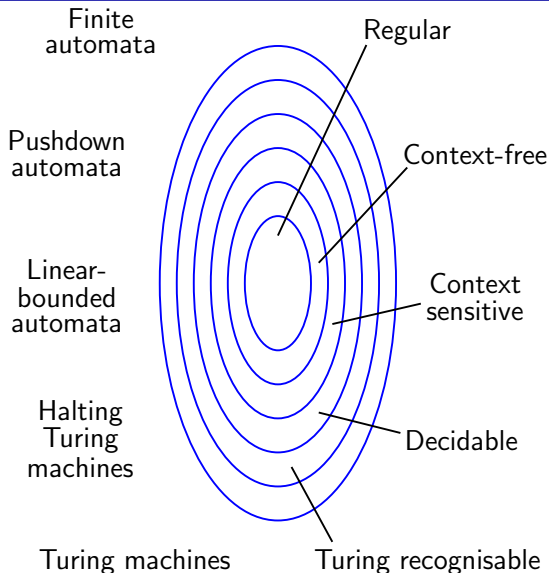 Finite
automata
Regular
Pushdown
automata
Context-free
Linear-
bounded
automata
Context
sensitive
Halting
Turing
machines
Decidable
Turing machines
Turing recognisable